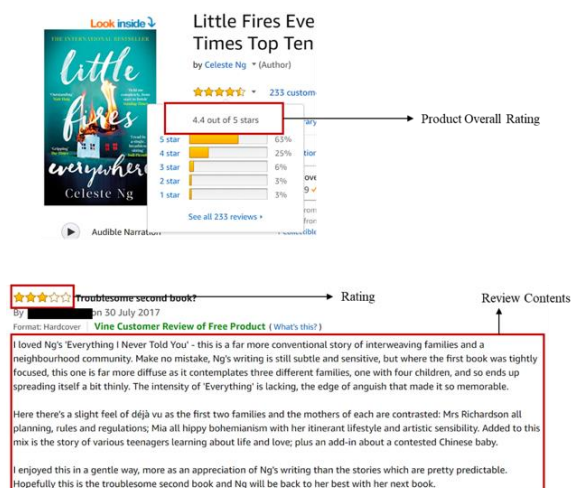 Look inside
Little Fires Eve
Times Top Ten
by Celeste Ng (Author)
THE INTERNATIONAL BESTSELLER
little
fires
everywhere
Celeste Ng
233 custom
4.4 out of 5 stars
Product Overall Rating
5 star 63%
4 star 25%
3 star 6%
2 star 3%
1 star 3%
See all 233 reviews
Audible Narration
Troublesome second book?
Rating
Review Contents
By on 30 July 2017
Format: Hardcover Vine Customer Review of Free Product (What's this?)
I loved Ng's 'Everything I Never Told You' - this is a far more conventional story of interweaving families and a
neighbourhood community. Make no mistake, Ng's writing is still subtle and sensitive, but where the first book was tightly
focused, this one is far more diffuse as it contemplates three different families, one with four children, and so ends up
spreading itself a bit thinly. The intensity of 'Everything' is lacking, the edge of anguish that made it so memorable.
Here there's a slight feel of déjà vu as the first two families and the mothers of each are contrasted: Mrs Richardson all
planning, rules and regulations; Mia all hippy bohemianism with her itinerant lifestyle and artistic sensibility. Added to this
mix is the story of various teenagers learning about life and love; plus an add-in about a contested Chinese baby.
I enjoyed this in a gentle way, more as an appreciation of Ng's writing than the stories which are pretty predictable.
Hopefully this is the troublesome second book and Ng will be back to her best with her next book.